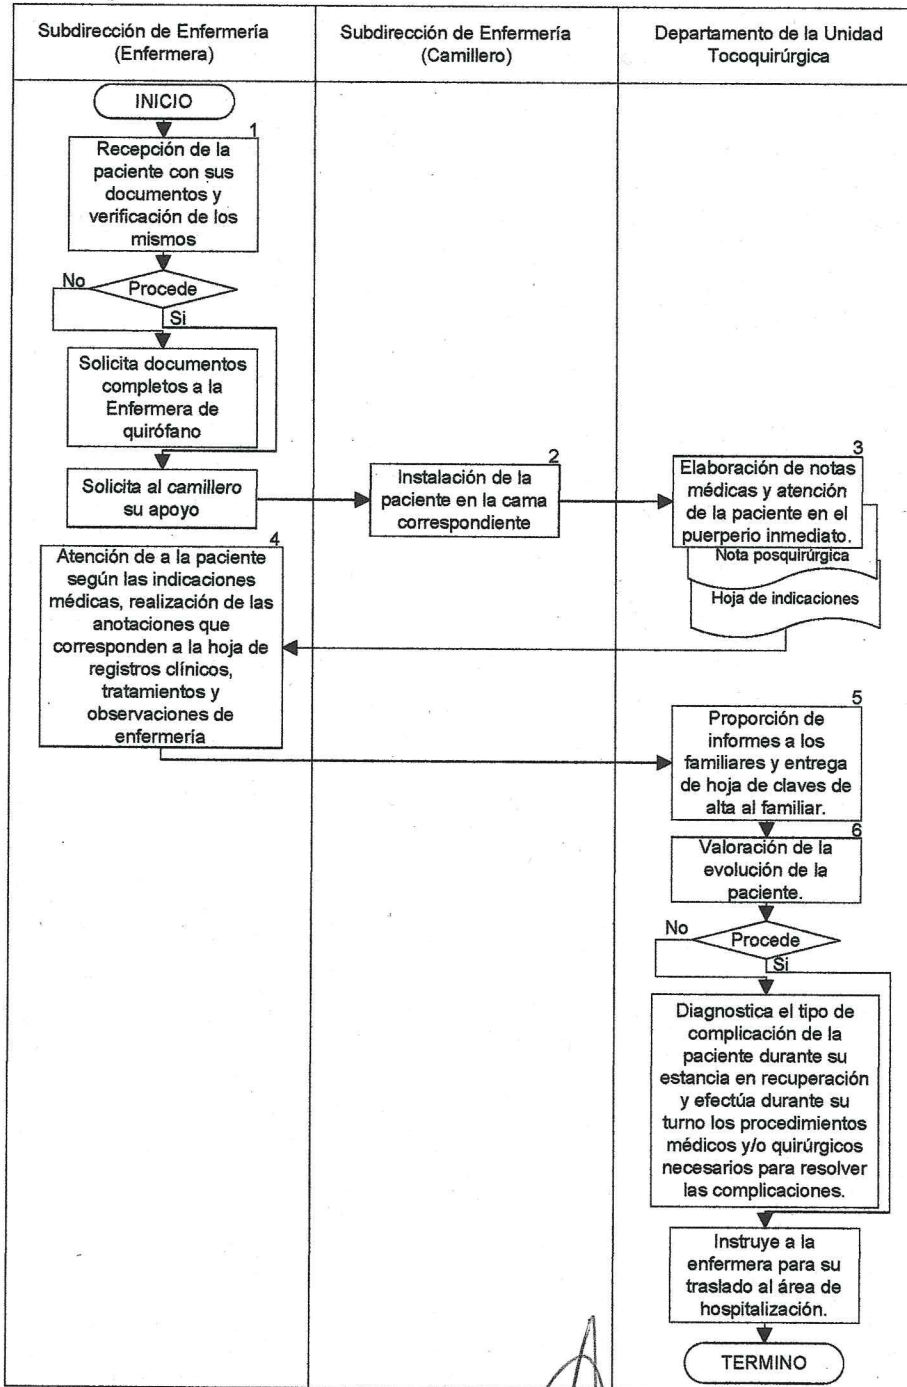 Subdirección de Enfermería
(Enfermera)
Subdirección de Enfermería
(Camillero)
Departamento de la Unidad
Tocoquirúrgica
INICIO
1
Recepción de la
paciente con sus
documentos y
verificación de los
mismos
No
Procede
Si
Solicita documentos
completos a la
Enfermera de
quirófano
Solicita al camillero
su apoyo
2
Instalación de la
paciente en la cama
correspondiente
3
Elaboración de notas
médicas y atención
de la paciente en el
puerperio inmediato.
Nota posquirúrgica
Hoja de indicaciones
4
Atención de a la paciente
según las indicaciones
médicas, realización de las
anotaciones que
corresponden a la hoja de
registros clínicos,
tratamientos y
observaciones de
enfermería
5
Proporción de
informes a los
familiares y entrega
de hoja de claves de
alta al familiar.
6
Valoración de la
evolución de la
paciente.
No
Procede
Si
Diagnostica el tipo de
complicación de la
paciente durante su
estancia en recuperación
y efectúa durante su
turno los procedimientos
médicos y/o quirúrgicos
necesarios para resolver
las complicaciones.
Instruye a la
enfermera para su
traslado al área de
hospitalización.
TERMINO